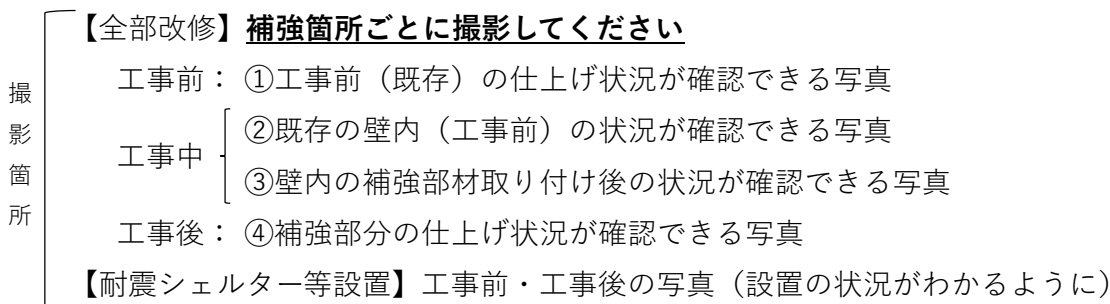 撮影箇所
【全部改修】補強箇所ごとに撮影してください
工事前：①工事前（既存）の仕上げ状況が確認できる写真
工事中
②既存の壁内（工事前）の状況が確認できる写真
③壁内の補強部材取り付け後の状況が確認できる写真
工事後：④補強部分の仕上げ状況が確認できる写真
【耐震シェルター等設置】工事前・工事後の写真（設置の状況がわかるように）